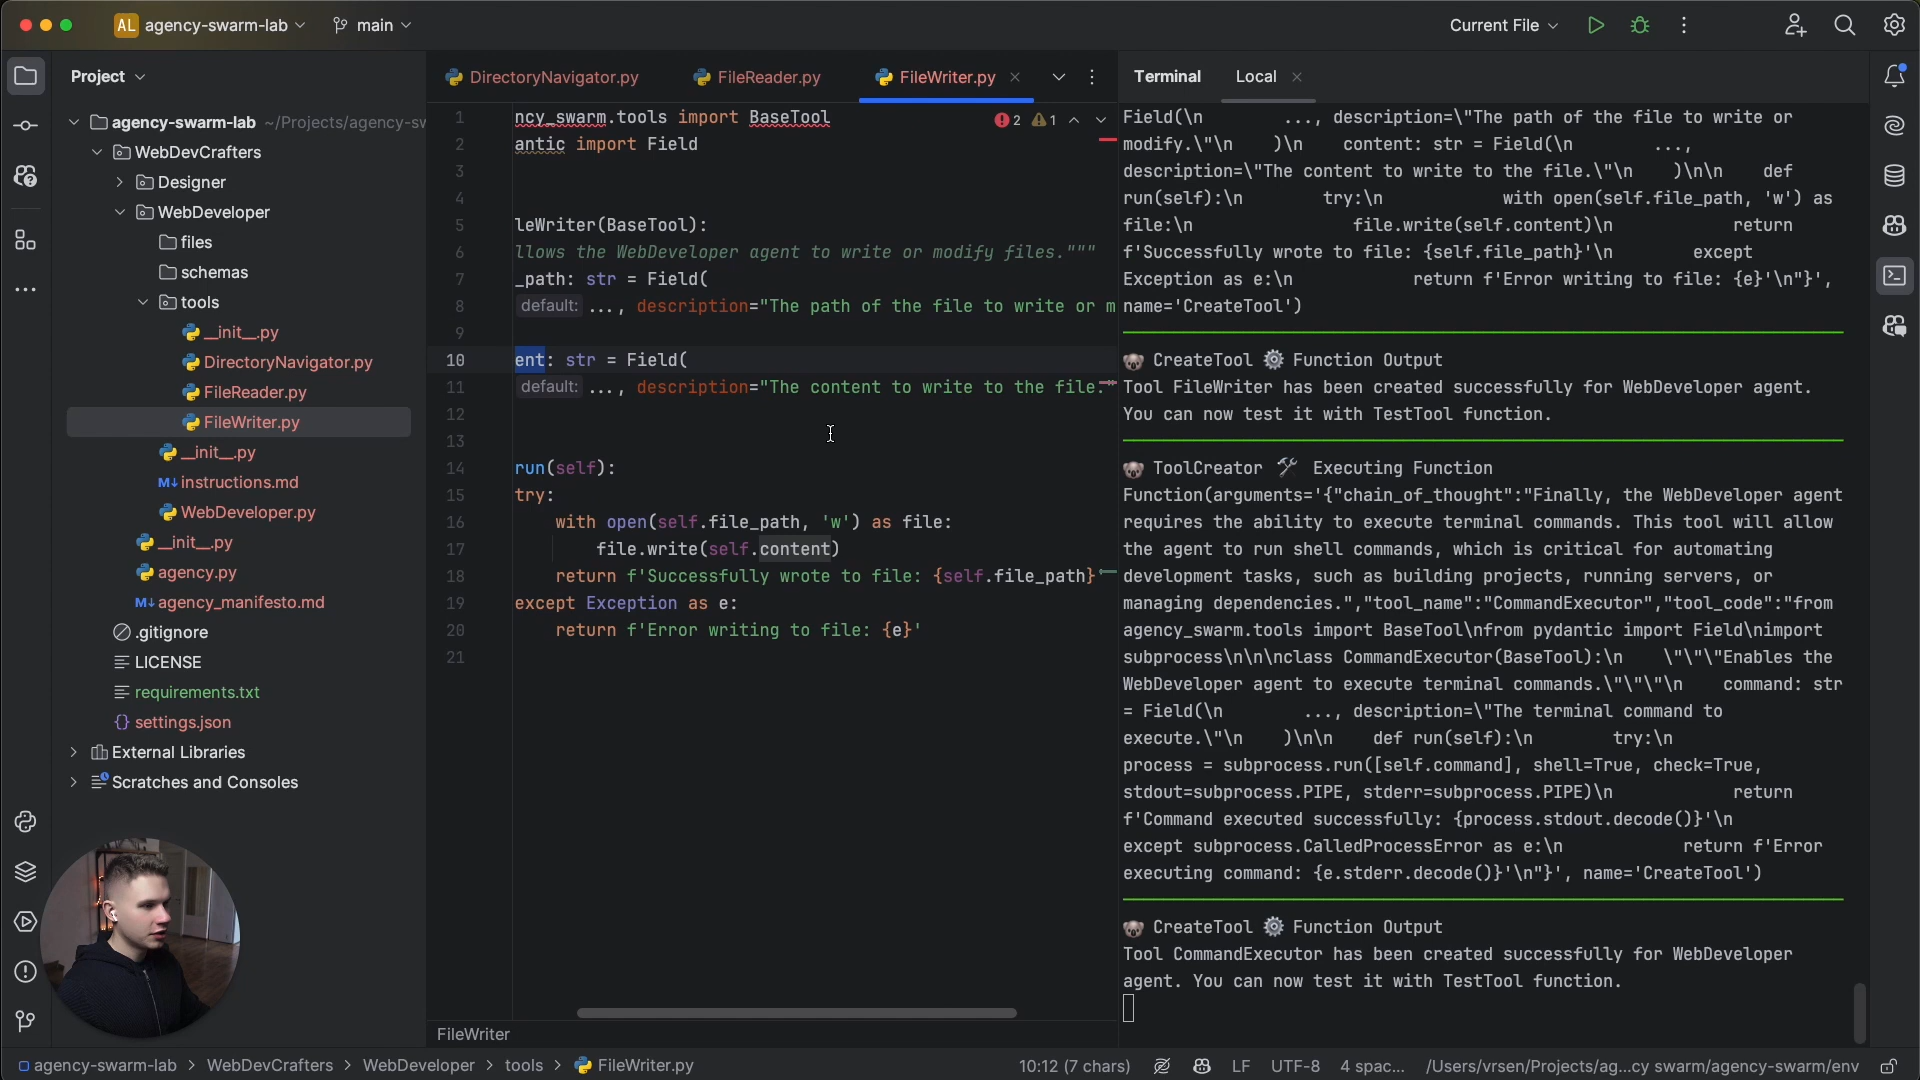 AL agency-swarm-lab main Current File
Project
DirectoryNavigator.py FileReader.py FileWriter.py
Terminal Local
agency-swarm-lab ~/Projects/agency-sw
WebDevCrafters
Designer
WebDeveloper
files
schemas
tools
__init__.py
DirectoryNavigator.py
FileReader.py
FileWriter.py
__init__.py
M↓ instructions.md
WebDeveloper.py
__init__.py
agency.py
M↓ agency_manifesto.md
.gitignore
LICENSE
requirements.txt
{} settings.json
External Libraries
Scratches and Consoles
2 1
1 ncy_swarm.tools import BaseTool
2 antic import Field
3
4
5 leWriter(BaseTool):
6 llows the WebDeveloper agent to write or modify files."""
7 _path: str = Field(
8 default: ..., description="The path of the file to write or m
9
10 ent: str = Field(
11 default: ..., description="The content to write to the file."
12
13
14 run(self):
15 try:
16 with open(self.file_path, 'w') as file:
17 file.write(self.content)
18 return f'Successfully wrote to file: {self.file_path}'
19 except Exception as e:
20 return f'Error writing to file: {e}'
21
FileWriter
Field(\n ..., description=\"The path of the file to write or
modify.\"\n )\n content: str = Field(\n ...,
description=\"The content to write to the file.\"\n )\n\n def
run(self):\n try:\n with open(self.file_path, 'w') as
file:\n file.write(self.content)\n return
f'Successfully wrote to file: {self.file_path}'\n except
Exception as e:\n return f'Error writing to file: {e}'\n"}',
name='CreateTool')
CreateTool Function Output
Tool FileWriter has been created successfully for WebDeveloper agent.
You can now test it with TestTool function.
ToolCreator Executing Function
Function(arguments='{"chain_of_thought":"Finally, the WebDeveloper agent
requires the ability to execute terminal commands. This tool will allow
the agent to run shell commands, which is critical for automating
development tasks, such as building projects, running servers, or
managing dependencies.","tool_name":"CommandExecutor","tool_code":"from
agency_swarm.tools import BaseTool\nfrom pydantic import Field\nimport
subprocess\n\n\nclass CommandExecutor(BaseTool):\n \"\"\"Enables the
WebDeveloper agent to execute terminal commands.\"\"\"\n command: str
= Field(\n ..., description=\"The terminal command to
execute.\"\n )\n\n def run(self):\n try:\n
process = subprocess.run([self.command], shell=True, check=True,
stdout=subprocess.PIPE, stderr=subprocess.PIPE)\n return
f'Command executed successfully: {process.stdout.decode()}'\n
except subprocess.CalledProcessError as e:\n return f'Error
executing command: {e.stderr.decode()}'\n"}', name='CreateTool')
CreateTool Function Output
Tool CommandExecutor has been created successfully for WebDeveloper
agent. You can now test it with TestTool function.
agency-swarm-lab > WebDevCrafters > WebDeveloper > tools > FileWriter.py 10:12 (7 chars) LF UTF-8 4 spac... /Users/vrsen/Projects/ag...cy swarm/agency-swarm/env